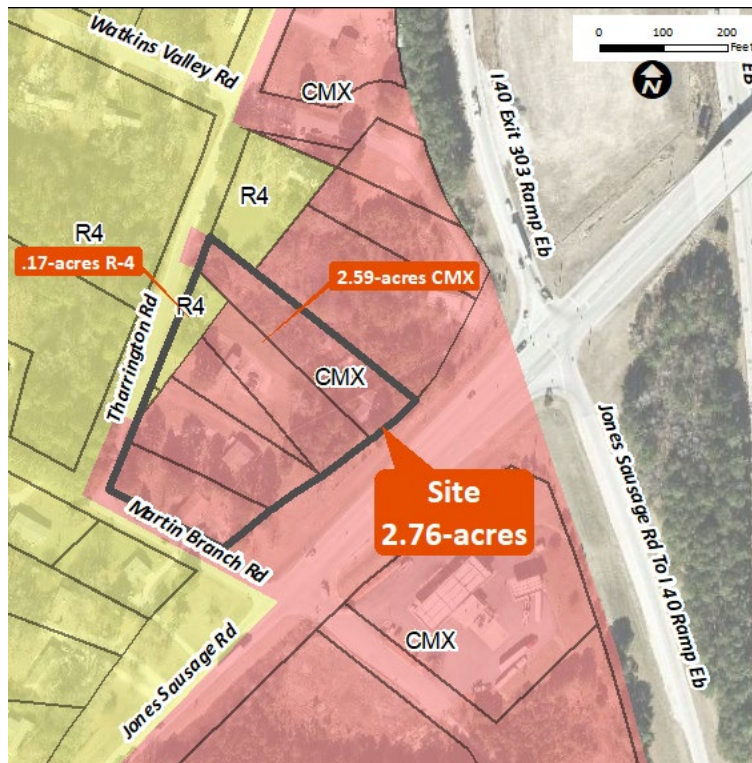 Watkins Valley Rd
CMX
0 100 200
Feet
N
EB
I 40 Exit 303 Ramp Eb
R4
R4
.17-acres R-4
R4
2.59-acres CMX
Tharrington Rd
CMX
Site
2.76-acres
Martin Branch Rd
Jones Sausage Rd
CMX
Jones Sausage Rd To I 40 Ramp Eb